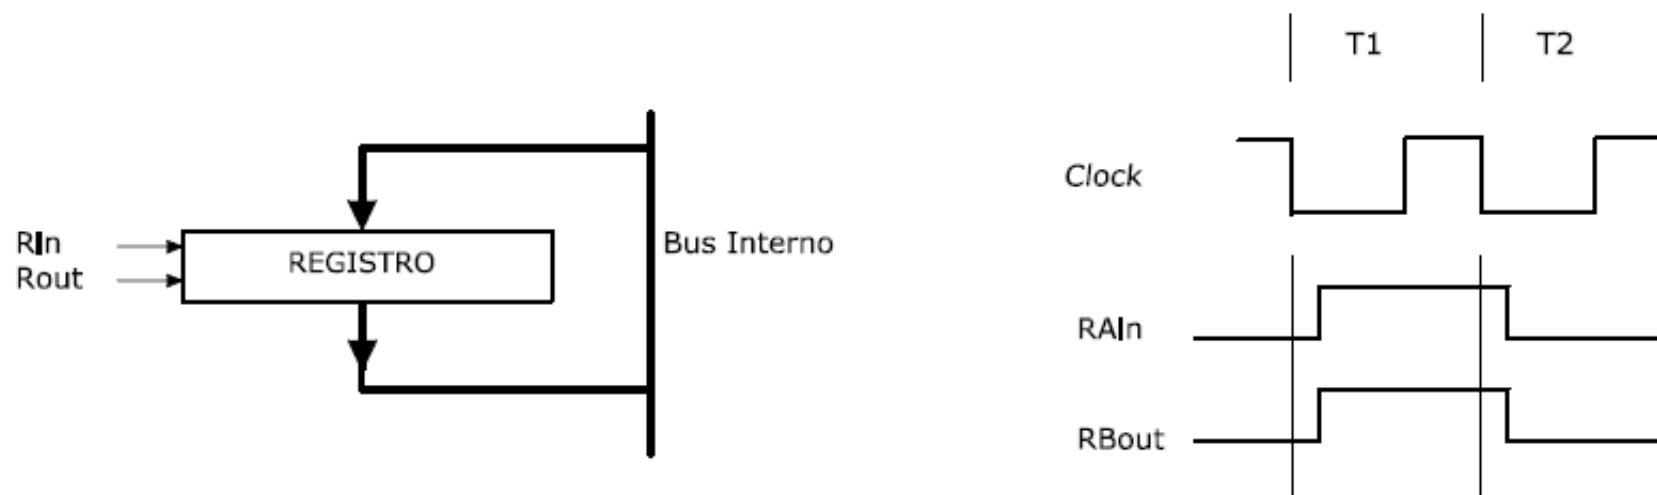 RIn
Rout
REGISTRO
Bus Interno
T1
T2
Clock
RAIn
RBout